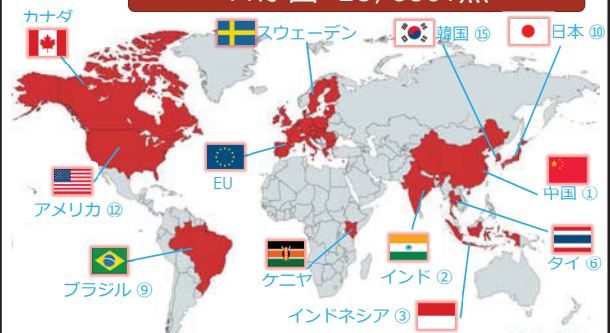 カナダ
スウェーデン
韓国 ⑮
日本 ⑩
EU
中国 ①
アメリカ ⑫
タイ ⑥
ケニヤ
インド ②
ブラジル ⑨
インドネシア ③